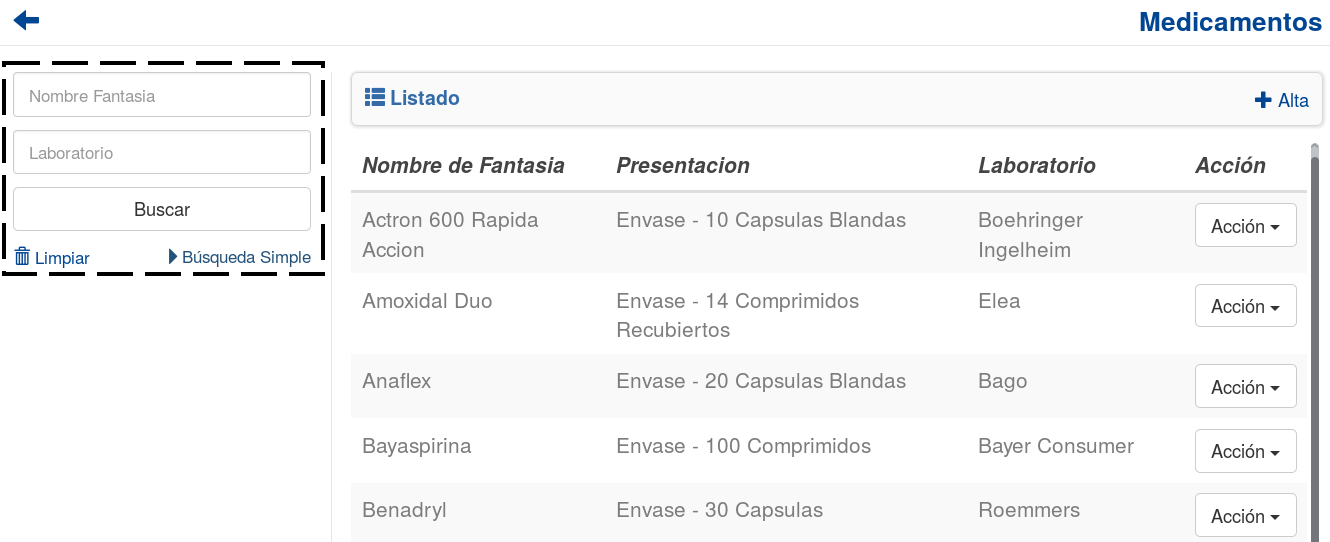 Medicamentos
Nombre Fantasia
Laboratorio
Buscar
Limpiar
Búsqueda Simple
Listado
Alta
Nombre de Fantasia Presentacion Laboratorio Acción
Actron 600 Rapida Envase - 10 Capsulas Blandas Boehringer Acción
Accion Ingelheim
Amoxidal Duo Envase - 14 Comprimidos Elea Acción
Recubiertos
Anaflex Envase - 20 Capsulas Blandas Bago Acción
Bayaspirina Envase - 100 Comprimidos Bayer Consumer Acción
Benadryl Envase - 30 Capsulas Roemmers Acción